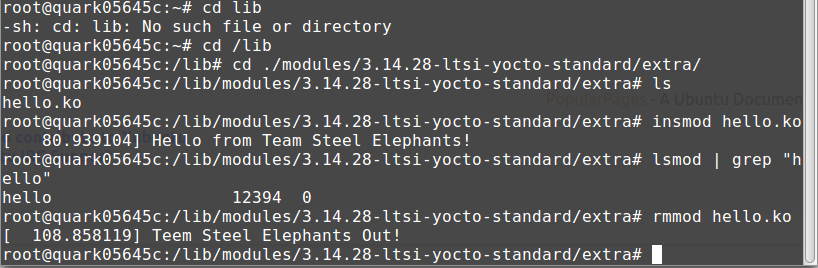 root@quark05645c:~# cd lib
-sh: cd: lib: No such file or directory
root@quark05645c:~# cd /lib
root@quark05645c:/lib# cd ./modules/3.14.28-ltsi-yocto-standard/extra/
root@quark05645c:/lib/modules/3.14.28-ltsi-yocto-standard/extra# ls
hello.ko
PopularPages - A Ubuntu Documen
root@quark05645c:/lib/modules/3.14.28-ltsi-yocto-standard/extra# insmod hello.ko
[   80.939104] Hello from Team Steel Elephants!
root@quark05645c:/lib/modules/3.14.28-ltsi-yocto-standard/extra# lsmod | grep "h
ello"
hello                  12394  0
root@quark05645c:/lib/modules/3.14.28-ltsi-yocto-standard/extra# rmmod hello.ko
[  108.858119] Teem Steel Elephants Out!
root@quark05645c:/lib/modules/3.14.28-ltsi-yocto-standard/extra#